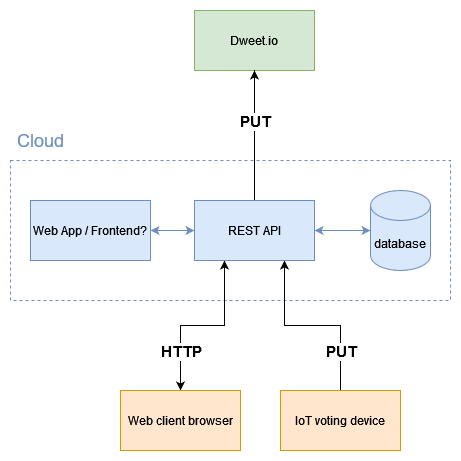 Dweet.io
PUT
Cloud
Web App / Frontend?
REST API
database
HTTP
PUT
Web client browser
IoT voting device